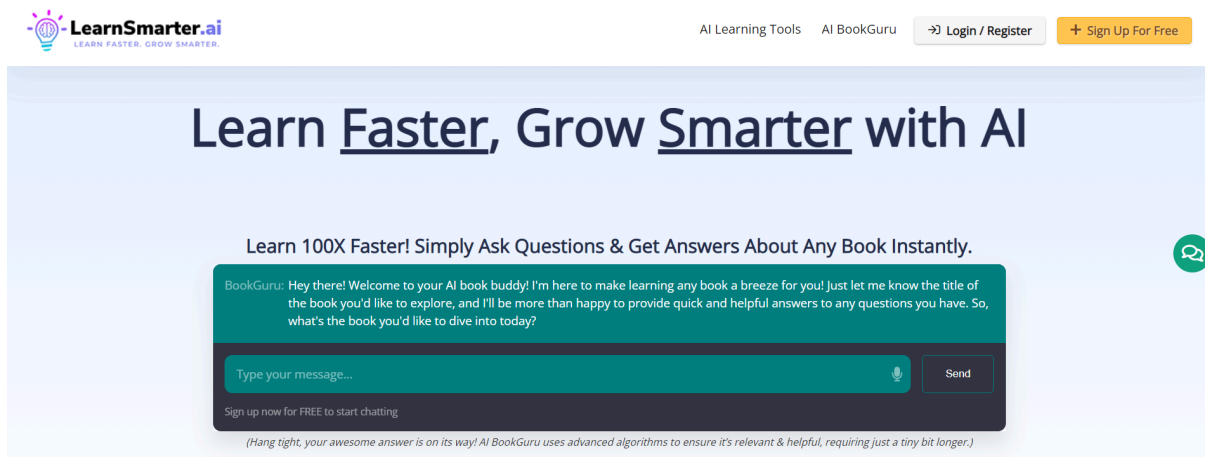 LearnSmarter.ai
LEARN FASTER. GROW SMARTER.
AI Learning Tools
AI BookGuru
Login / Register
+ Sign Up For Free
Learn Faster, Grow Smarter with AI
Learn 100X Faster! Simply Ask Questions & Get Answers About Any Book Instantly.
BookGuru: Hey there! Welcome to your AI book buddy! I'm here to make learning any book a breeze for you! Just let me know the title of
the book you'd like to explore, and I'll be more than happy to provide quick and helpful answers to any questions you have. So,
what's the book you'd like to dive into today?
Type your message...
Send
Sign up now for FREE to start chatting
(Hang tight, your awesome answer is on its way! AI BookGuru uses advanced algorithms to ensure it's relevant & helpful, requiring just a tiny bit longer.)